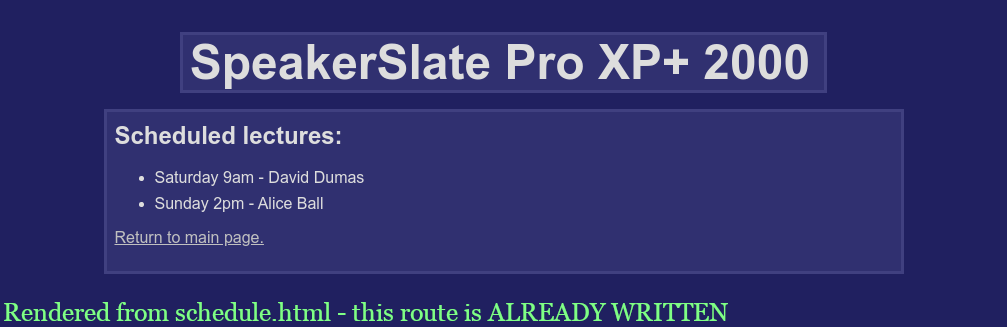 SpeakerSlate Pro XP+ 2000
Scheduled lectures:
• Saturday 9am - David Dumas
• Sunday 2pm - Alice Ball
Return to main page.
Rendered from schedule.html - this route is ALREADY WRITTEN